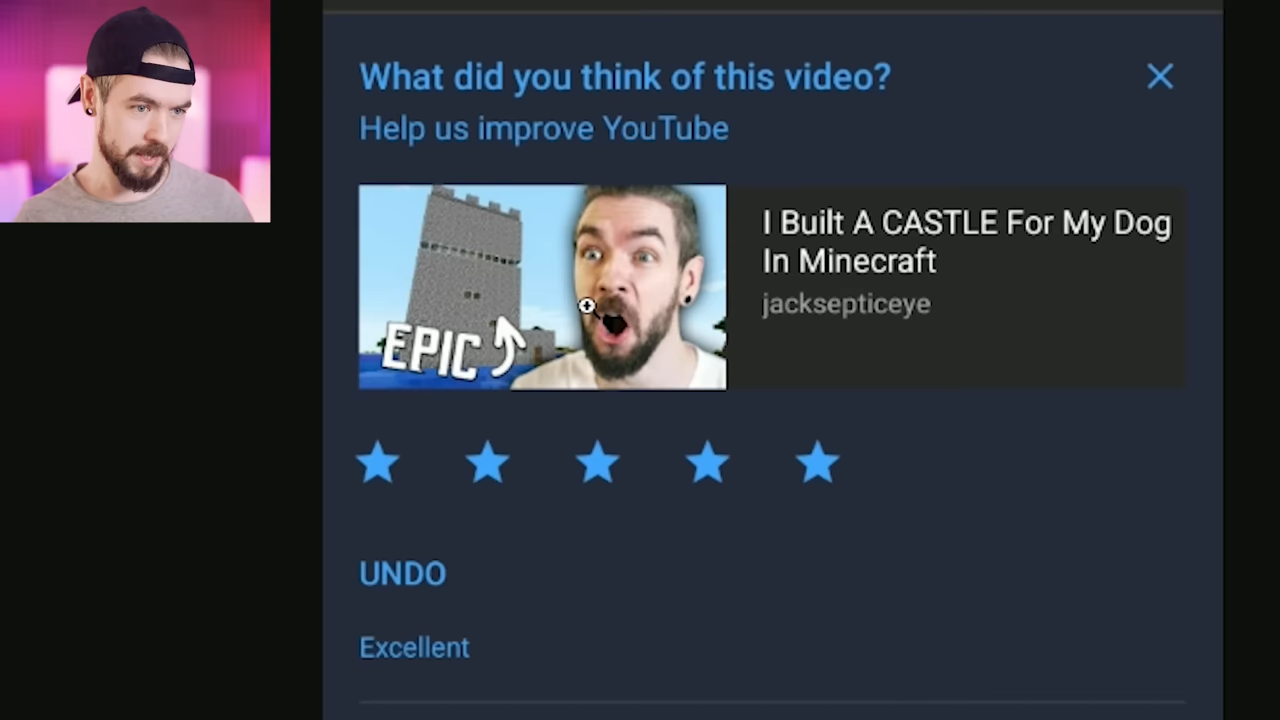 What did you think of this video?
Help us improve YouTube
EPIC
I Built A CASTLE For My Dog
In Minecraft
jacksepticeye
UNDO
Excellent